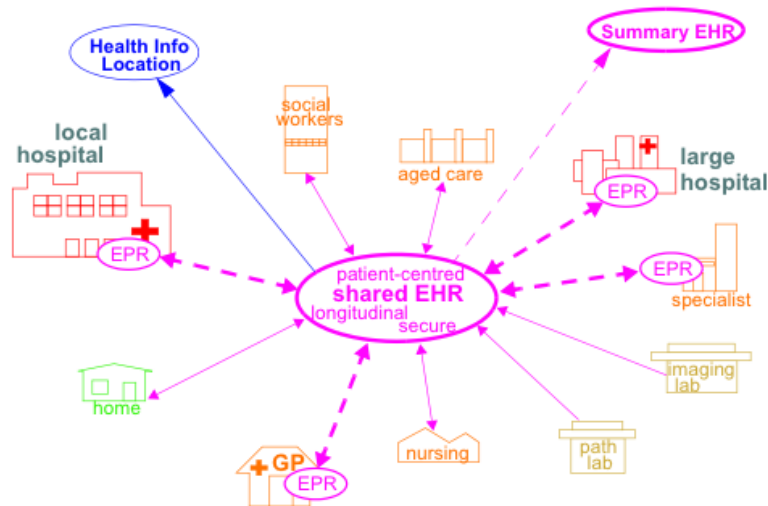 Health Info
Location
Summary EHR
social
workers
local
hospital
aged care
large
hospital
EPR
EPR
EPR
specialist
patient-centred
shared EHR
longitudinal
secure
home
imaging
lab
GP
EPR
nursing
path
lab